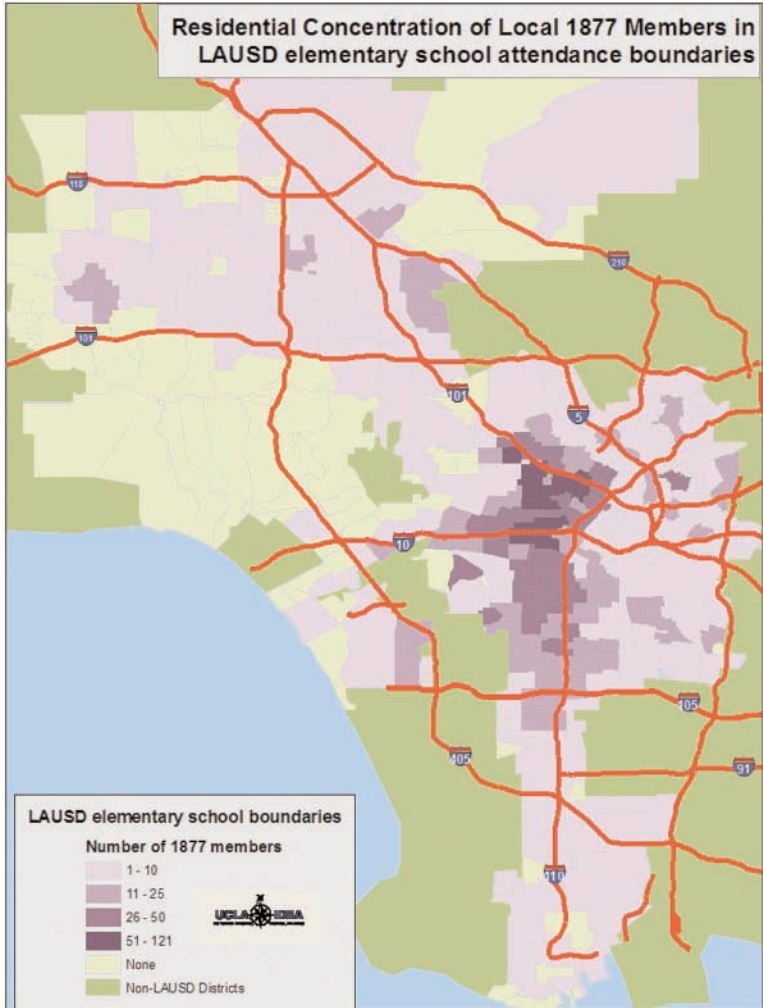 Residential Concentration of Local 1877 Members in
LAUSD elementary school attendance boundaries
118
210
101
101
5
10
105
405
91
110
LAUSD elementary school boundaries
Number of 1877 members
1 - 10
11 - 25
26 - 50
51 - 121
None
Non-LAUSD Districts
UCLA IDEA